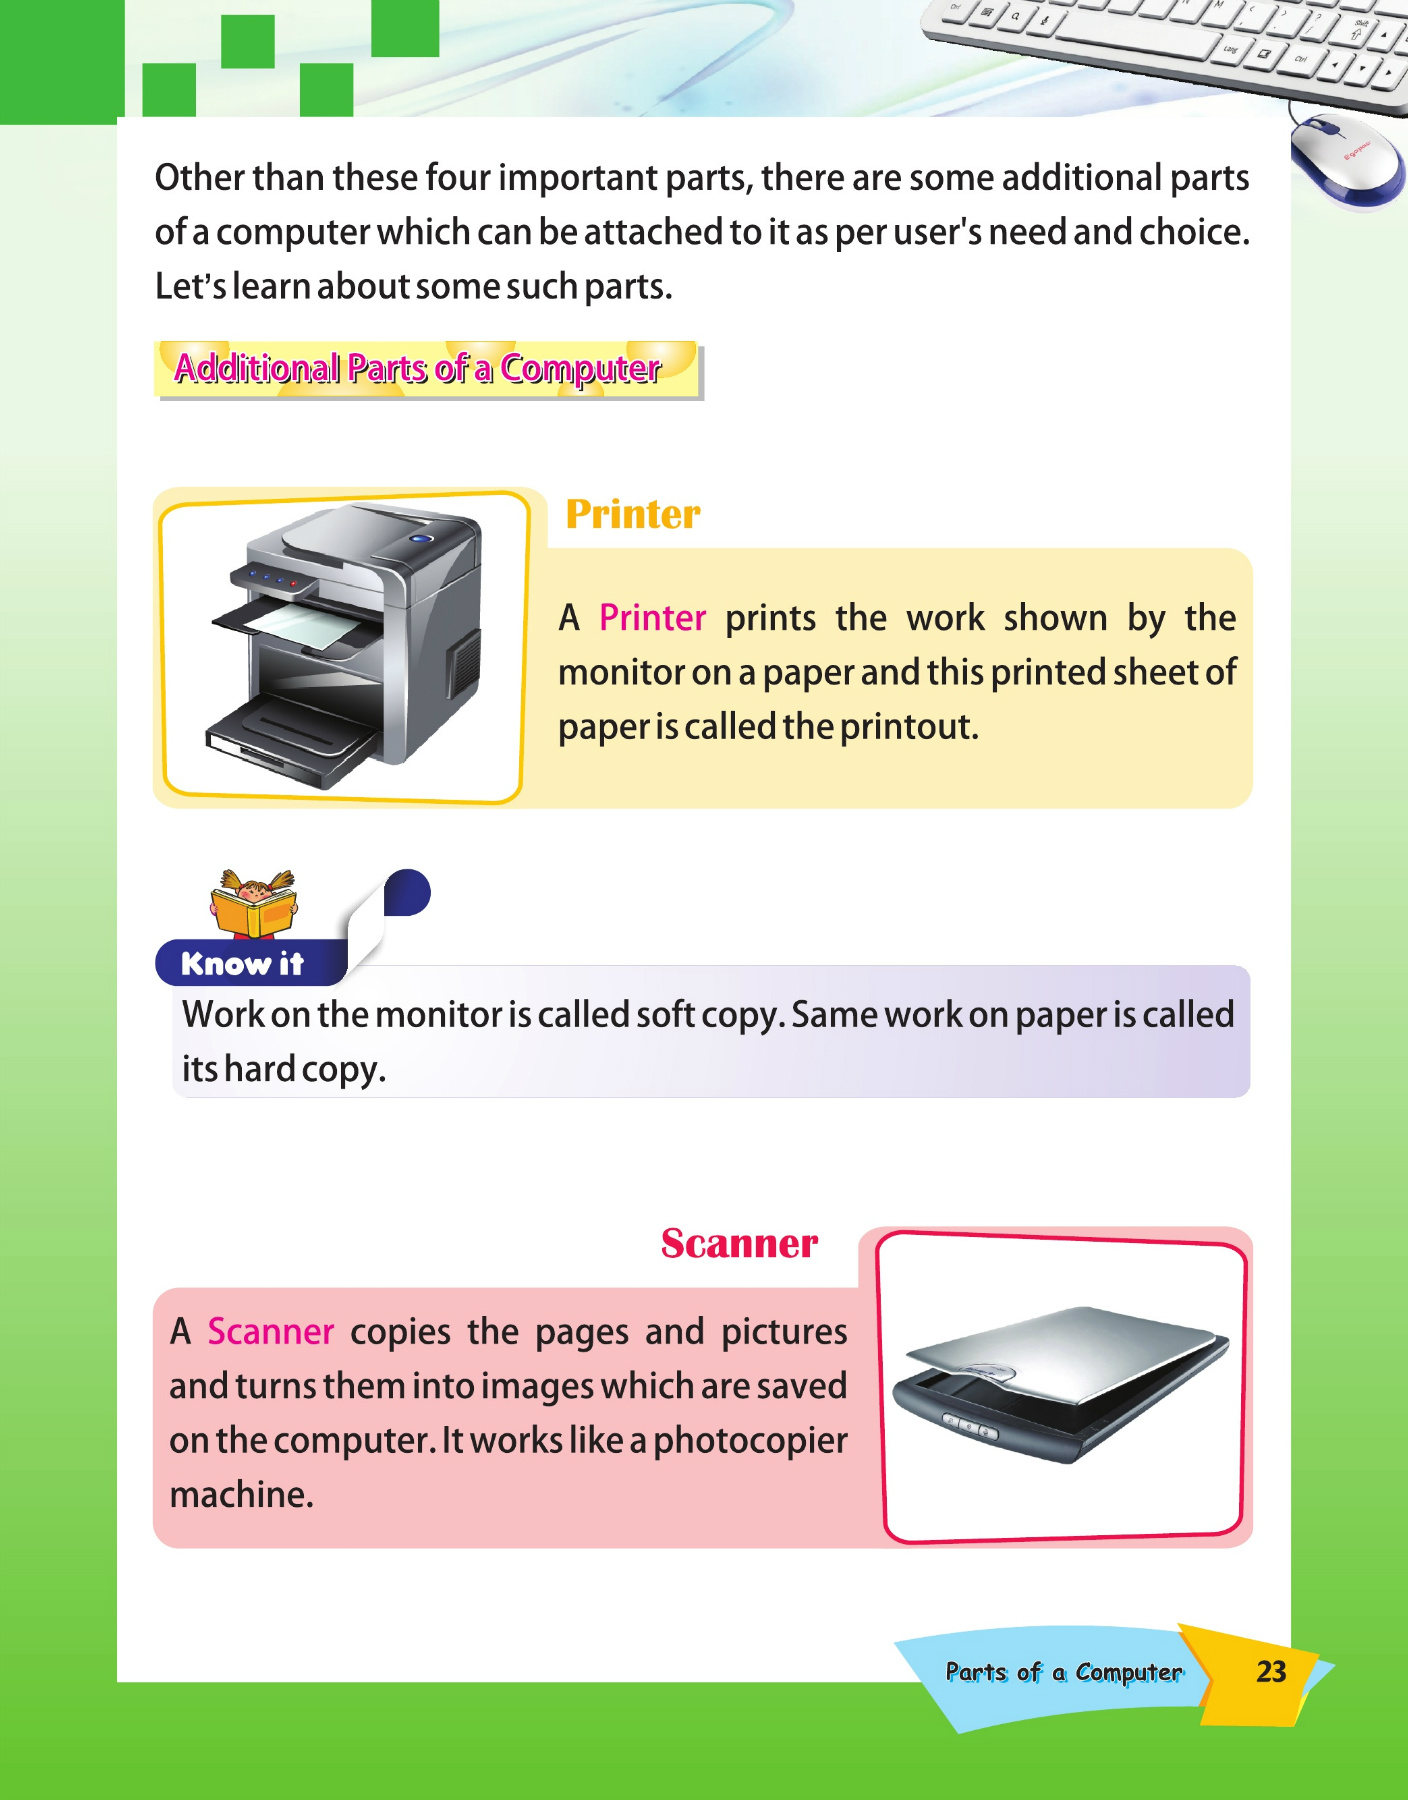 Other than these four important parts, there are some additional parts
of a computer which can be attached to it as per user's need and choice.
Let’s learn about some such parts.
Additional Parts of a Computer
Printer
A Printer prints the work shown by the
monitor on a paper and this printed sheet of
paper is called the printout.
Know it
Work on the monitor is called soft copy. Same work on paper is called
its hard copy.
Scanner
A Scanner copies the pages and pictures
and turns them into images which are saved
on the computer. It works like a photocopier
machine.
Parts of a Computer
23